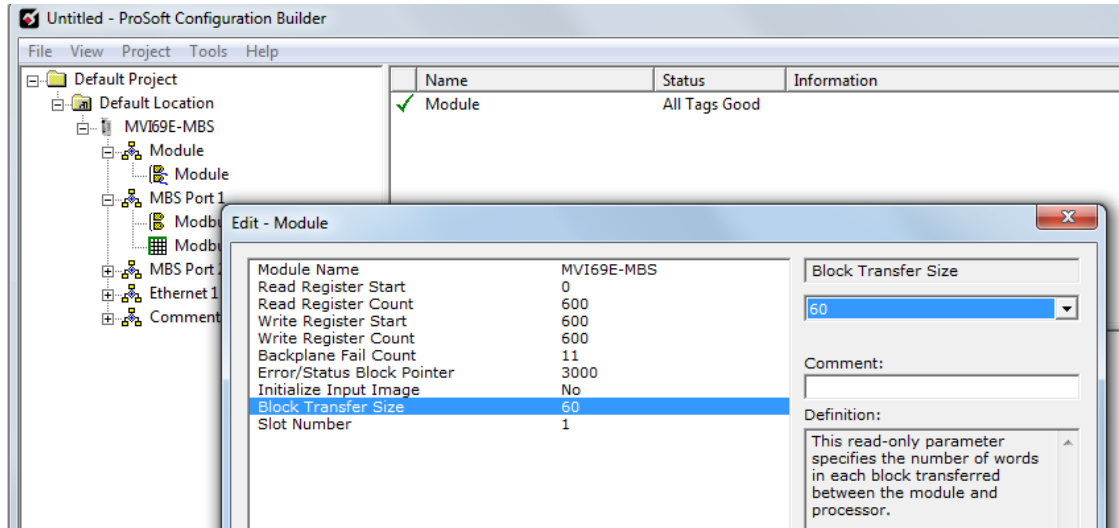 Untitled - ProSoft Configuration Builder
File View Project Tools Help
Default Project
Default Location
MVI69E-MBS
Module
Module
MBS Port 1
Modbu
Modbu
MBS Port
Ethernet 1
Comment
Name Status Information
Module All Tags Good
Edit - Module
Module Name MVI69E-MBS
Read Register Start 0
Read Register Count 600
Write Register Start 600
Write Register Count 600
Backplane Fail Count 11
Error/Status Block Pointer 3000
Initialize Input Image No
Block Transfer Size 60
Slot Number 1
Block Transfer Size
60
Comment:
Definition:
This read-only parameter
specifies the number of words
in each block transferred
between the module and
processor.